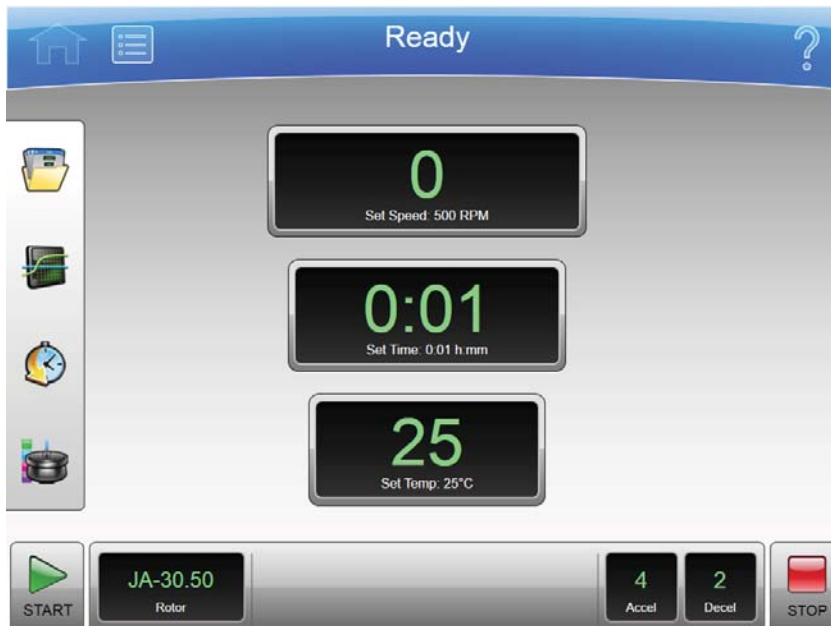 Ready
?
0
Set Speed: 500 RPM
0:01
Set Time: 0:01 h:mm
25
Set Temp: 25°C
START
JA-30.50
Rotor
4
Accel
2
Decel
STOP